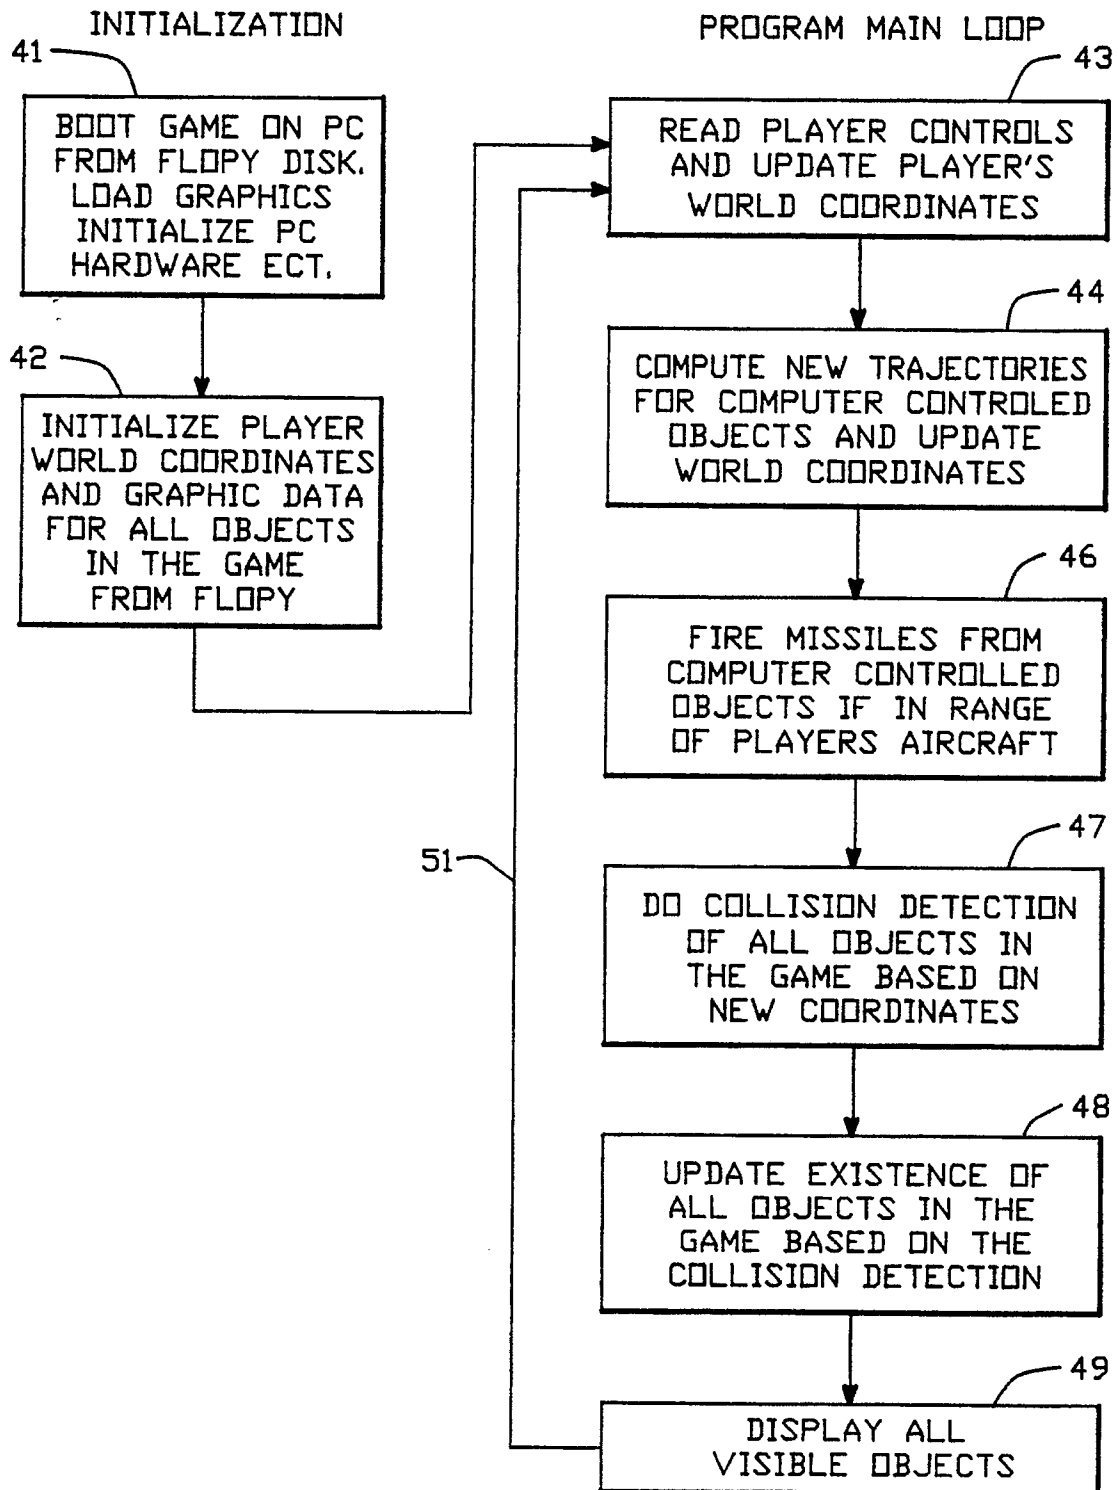 INITIALIZATION
41
BOOT GAME ON PC
FROM FLOPY DISK.
LOAD GRAPHICS
INITIALIZE PC
HARDWARE ECT.
42
INITIALIZE PLAYER
WORLD COORDINATES
AND GRAPHIC DATA
FOR ALL OBJECTS
IN THE GAME
FROM FLOPY
PROGRAM MAIN LOOP
43
READ PLAYER CONTROLS
AND UPDATE PLAYER'S
WORLD COORDINATES
44
COMPUTE NEW TRAJECTORIES
FOR COMPUTER CONTROLED
OBJECTS AND UPDATE
WORLD COORDINATES
46
FIRE MISSILES FROM
COMPUTER CONTROLLED
OBJECTS IF IN RANGE
OF PLAYERS AIRCRAFT
47
DO COLLISION DETECTION
OF ALL OBJECTS IN
THE GAME BASED ON
NEW COORDINATES
48
UPDATE EXISTENCE OF
ALL OBJECTS IN THE
GAME BASED ON THE
COLLISION DETECTION
49
DISPLAY ALL
VISIBLE OBJECTS
51